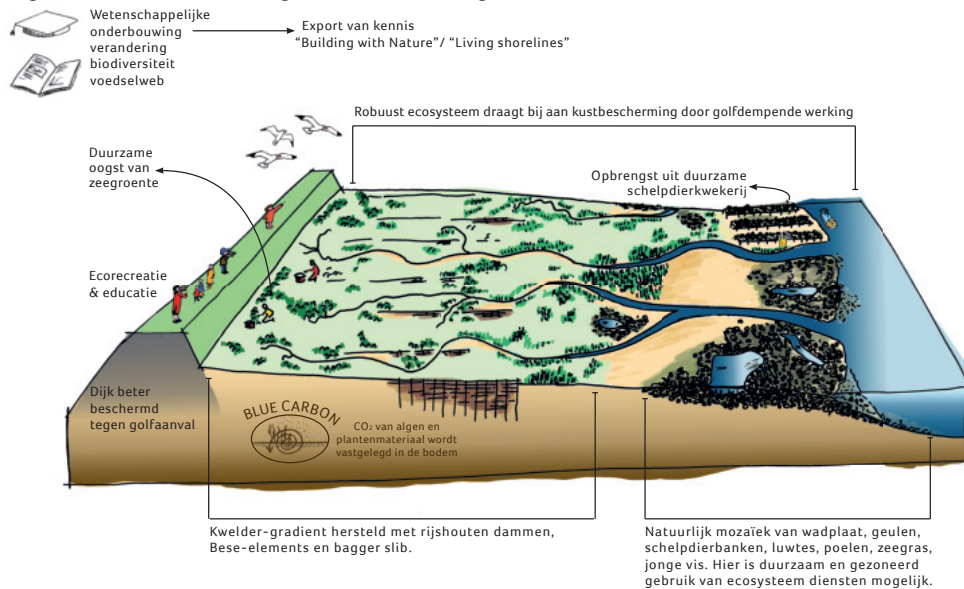 Wetenschappelijke
onderbouwing
verandering
biodiversiteit
voedselweb
Export van kennis
“Building with Nature”/ “Living shorelines”
Robuust ecosysteem draagt bij aan kustbescherming door golfdempende werking
Duurzame
oogst van
zeegroente
Opbrengst uit duurzame
schelpdierkwekerij
Ecorecreatie
& educatie
Dijk beter
beschermd
tegen golfaanval
BLUE CARBON
CO₂ van algen en
plantenmateriaal wordt
vastgelegd in de bodem
Kwelder-gradient hersteld met rijshouten dammen,
Bese-elements en bagger slib.
Natuurlijk mozaïek van wadplaat, geulen,
schelpdierbanken, luwtes, poelen, zeegras,
jonge vis. Hier is duurzaam en gezoneerd
gebruik van ecosysteem diensten mogelijk.